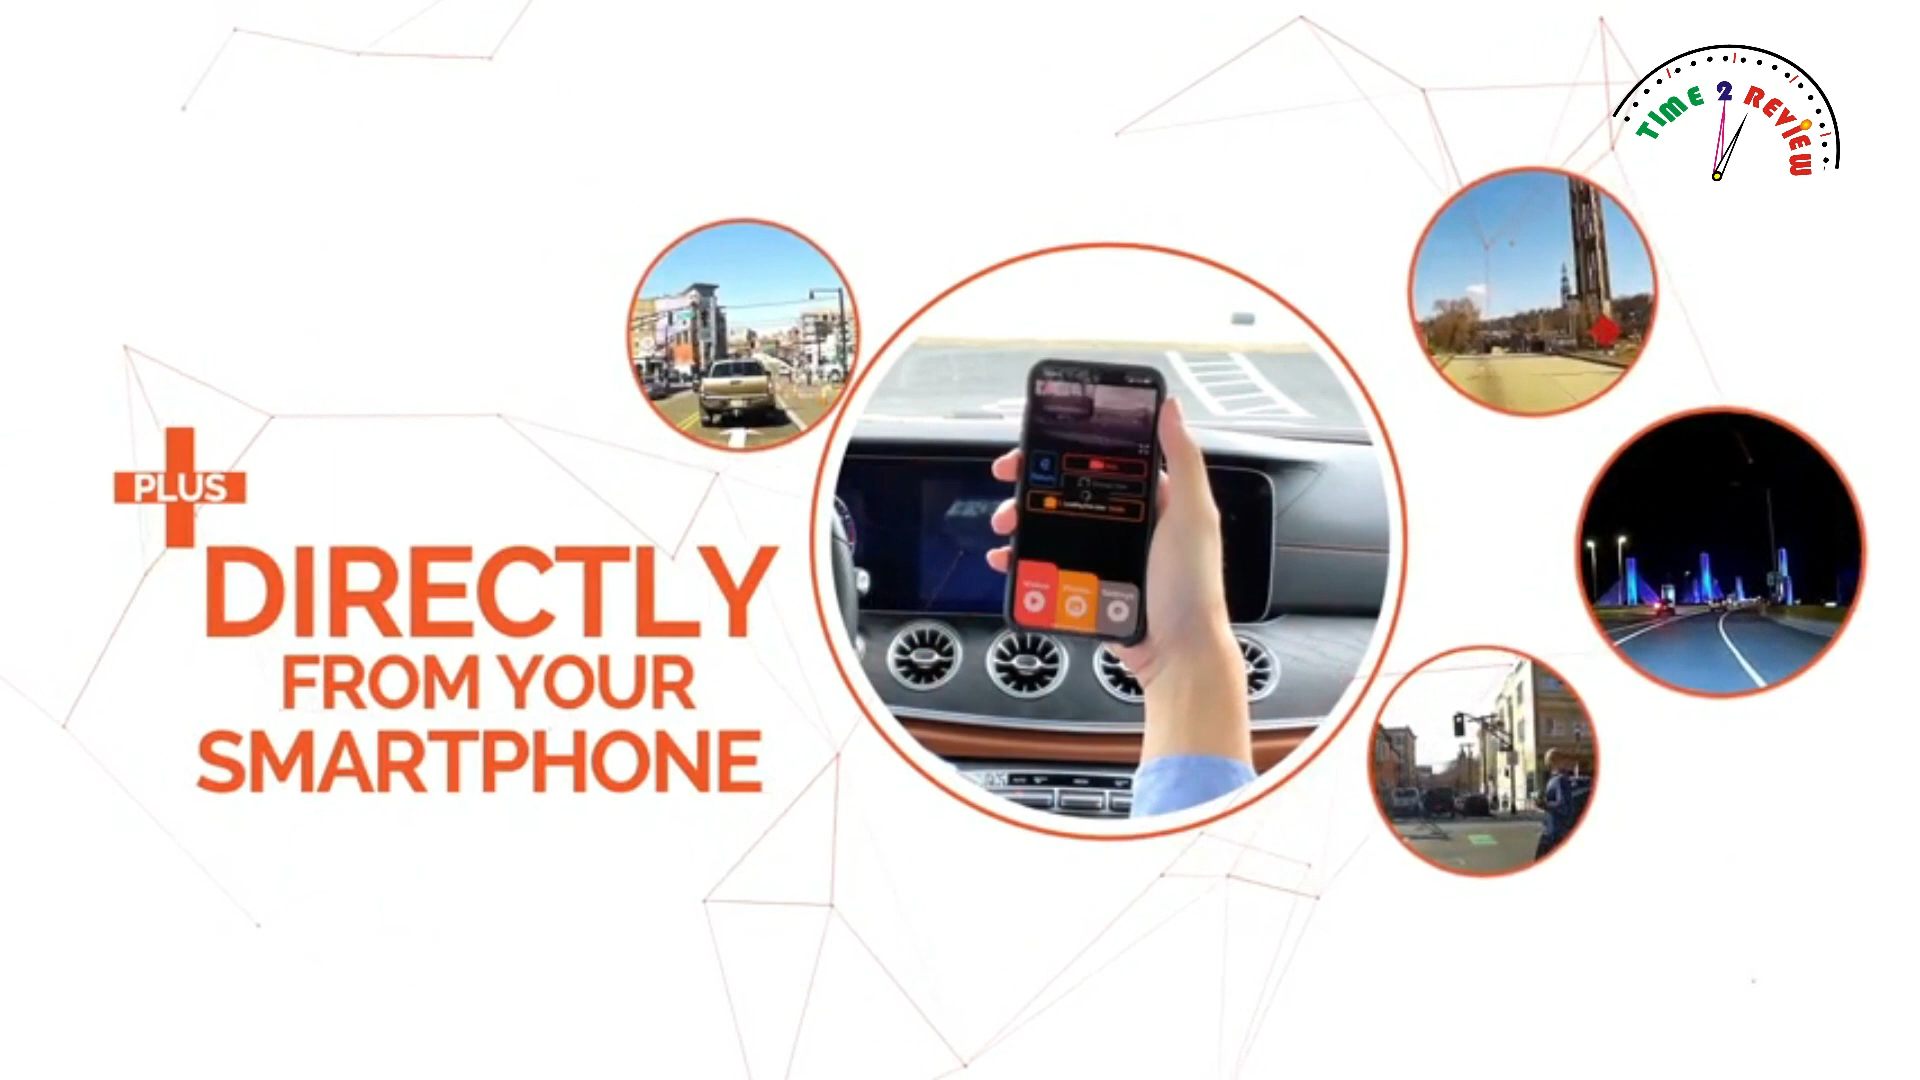 TIME 2 REVIEW
PLUS
DIRECTLY
FROM YOUR
SMARTPHONE